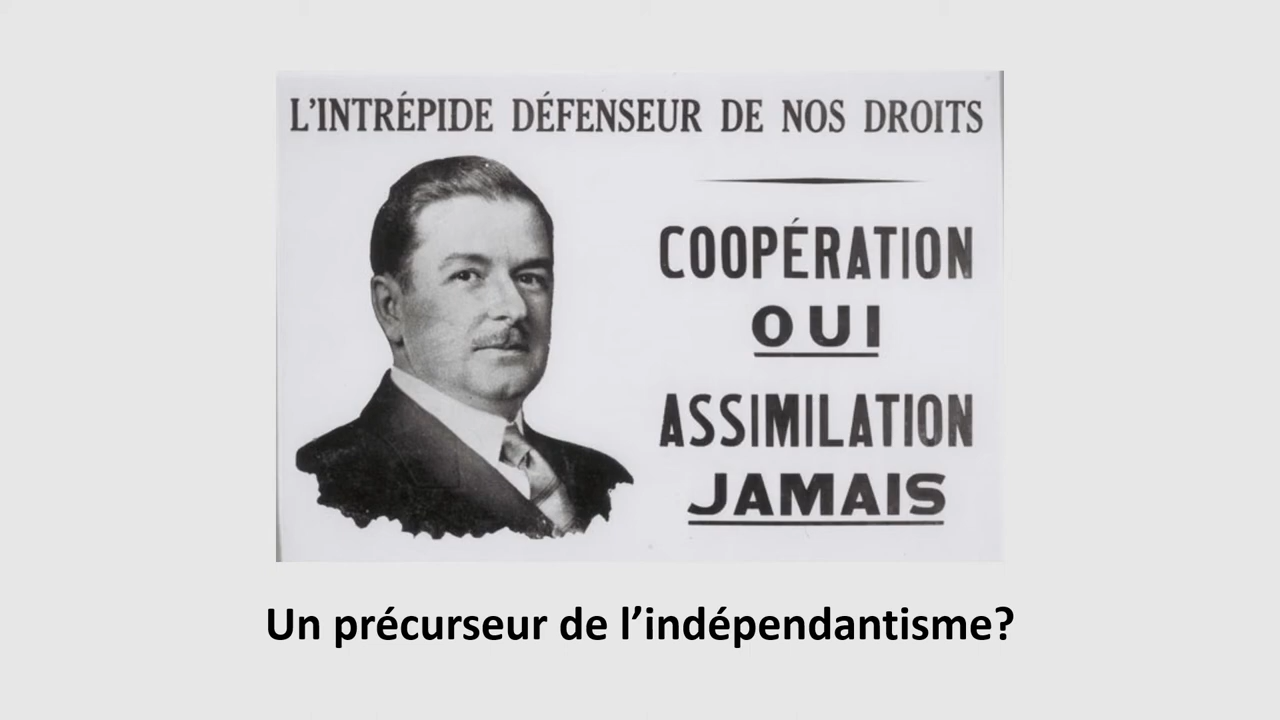 L'INTRÉPIDE DÉFENSEUR DE NOS DROITS
COOPÉRATION
OUI
ASSIMILATION
JAMAIS
Un précurseur de l’indépendantisme?